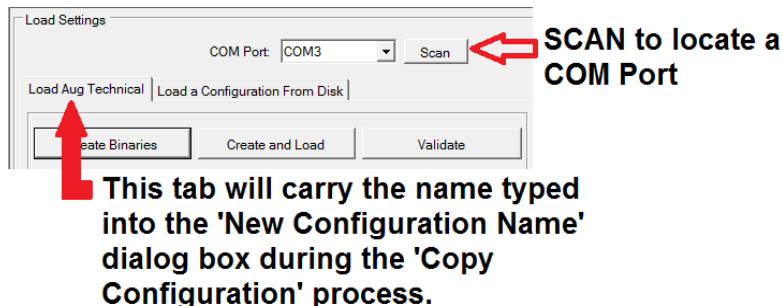 Load Settings
COM Port: COM3 Scan
SCAN to locate a
COM Port
Load Aug Technical Load a Configuration From Disk
Create and Load Validate
Binaries
This tab will carry the name typed
into the 'New Configuration Name'
dialog box during the 'Copy
Configuration' process.